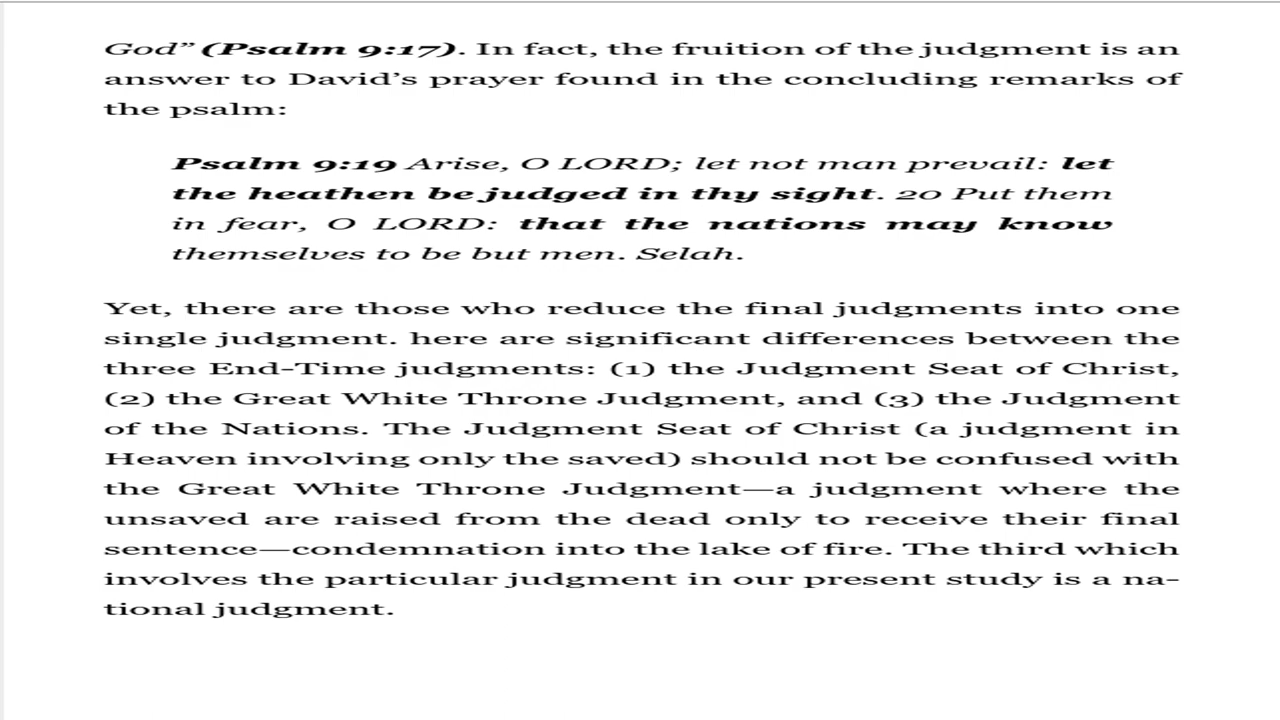 God” (Psalm 9:17). In fact, the fruition of the judgment is an
answer to David’s prayer found in the concluding remarks of
the psalm:
Psalm 9:19 Arise, O LORD; let not man prevail: let
the heathen be judged in thy sight. 20 Put them
in fear, O LORD: that the nations may know
themselves to be but men. Selah.
Yet, there are those who reduce the final judgments into one
single judgment. here are significant differences between the
three End-Time judgments: (1) the Judgment Seat of Christ,
(2) the Great White Throne Judgment, and (3) the Judgment
of the Nations. The Judgment Seat of Christ (a judgment in
Heaven involving only the saved) should not be confused with
the Great White Throne Judgment—a judgment where the
unsaved are raised from the dead only to receive their final
sentence—condemnation into the lake of fire. The third which
involves the particular judgment in our present study is a na-
tional judgment.